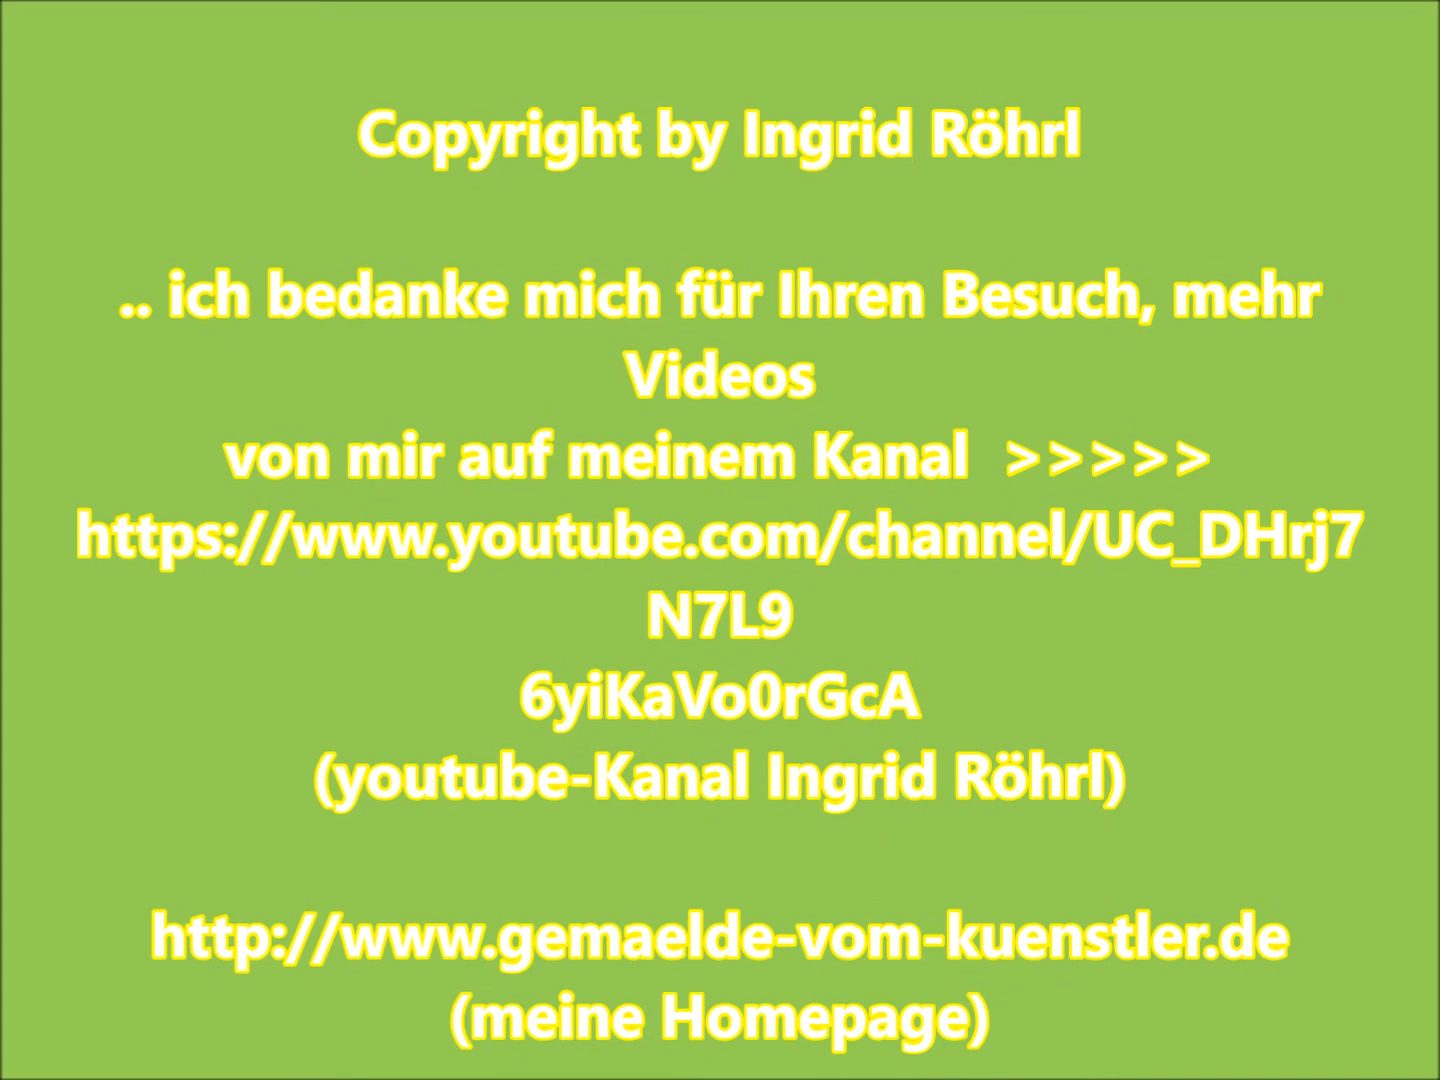 Copyright by Ingrid Röhrl
.. ich bedanke mich für Ihren Besuch, mehr
Videos
von mir auf meinem Kanal  >>>>>
https://www.youtube.com/channel/UC_DHrj7
N7L9
6yiKaVo0rGcA
(youtube-Kanal Ingrid Röhrl)
http://www.gemaelde-vom-kuenstler.de
(meine Homepage)